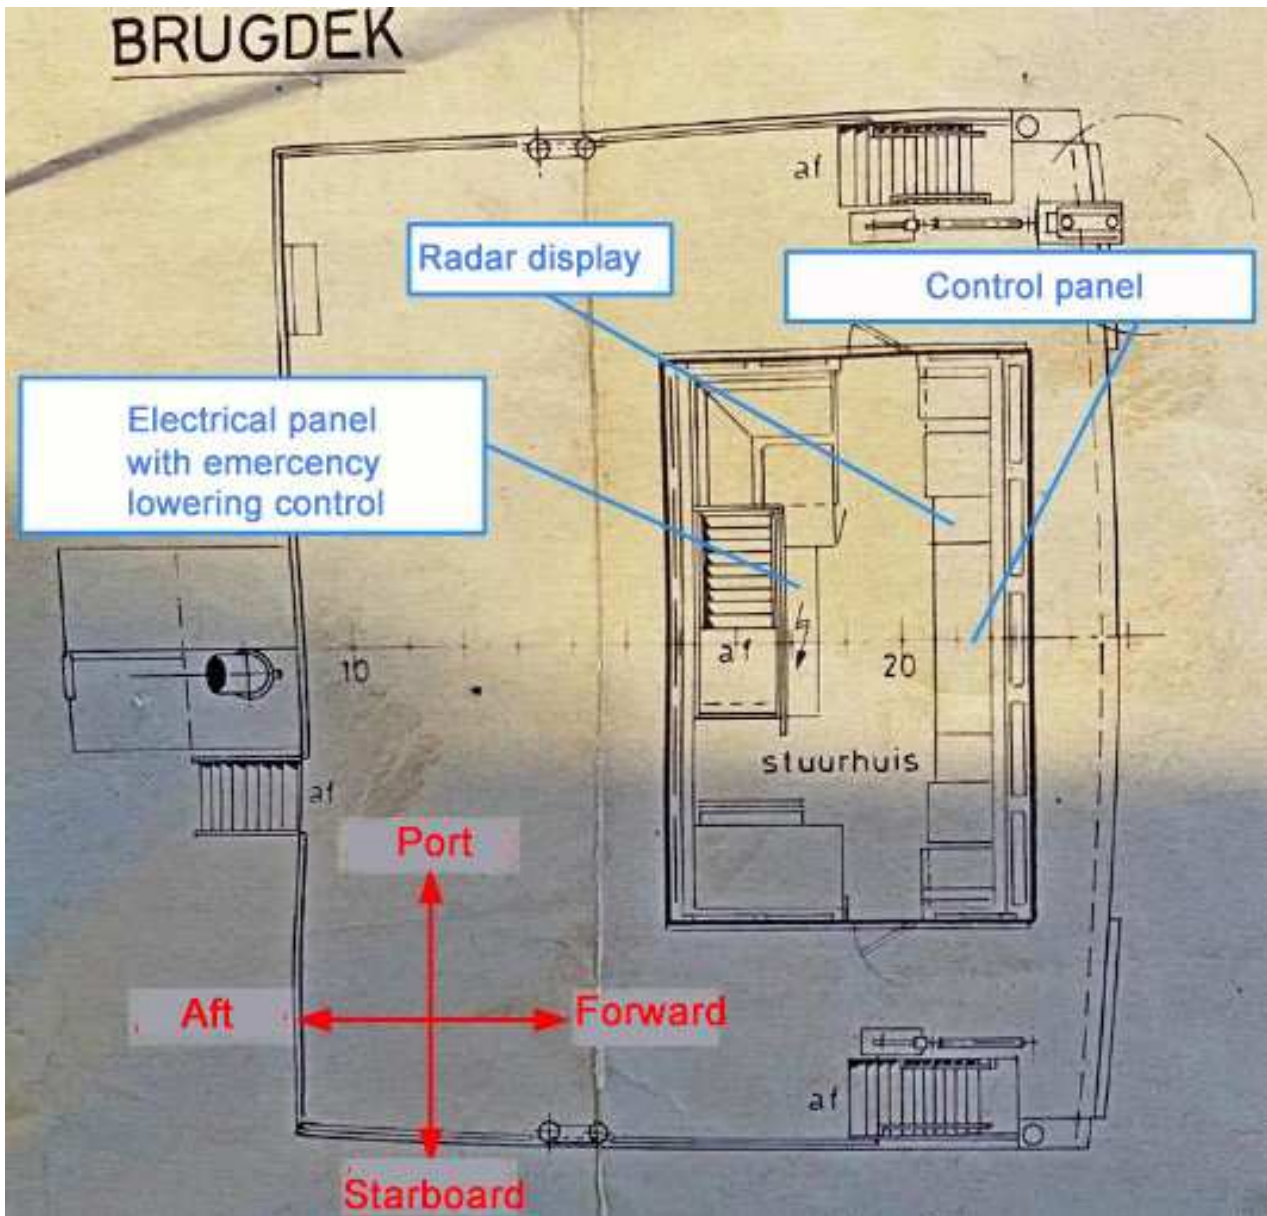 BRUGDEK
af
Radar display
Control panel
Electrical panel
with emercency
lowering control
af
10
20
stuurhuis
af
Port
Aft
Forward
af
Starboard